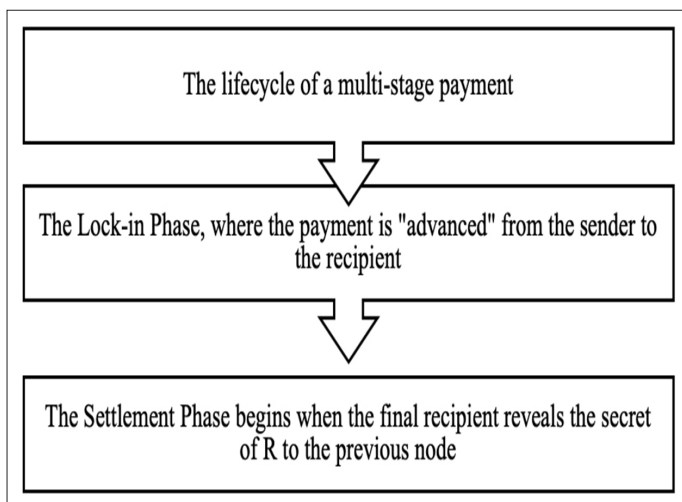 The lifecycle of a multi-stage payment
The Lock-in Phase, where the payment is "advanced" from the sender to
the recipient
The Settlement Phase begins when the final recipient reveals the secret
of R to the previous node